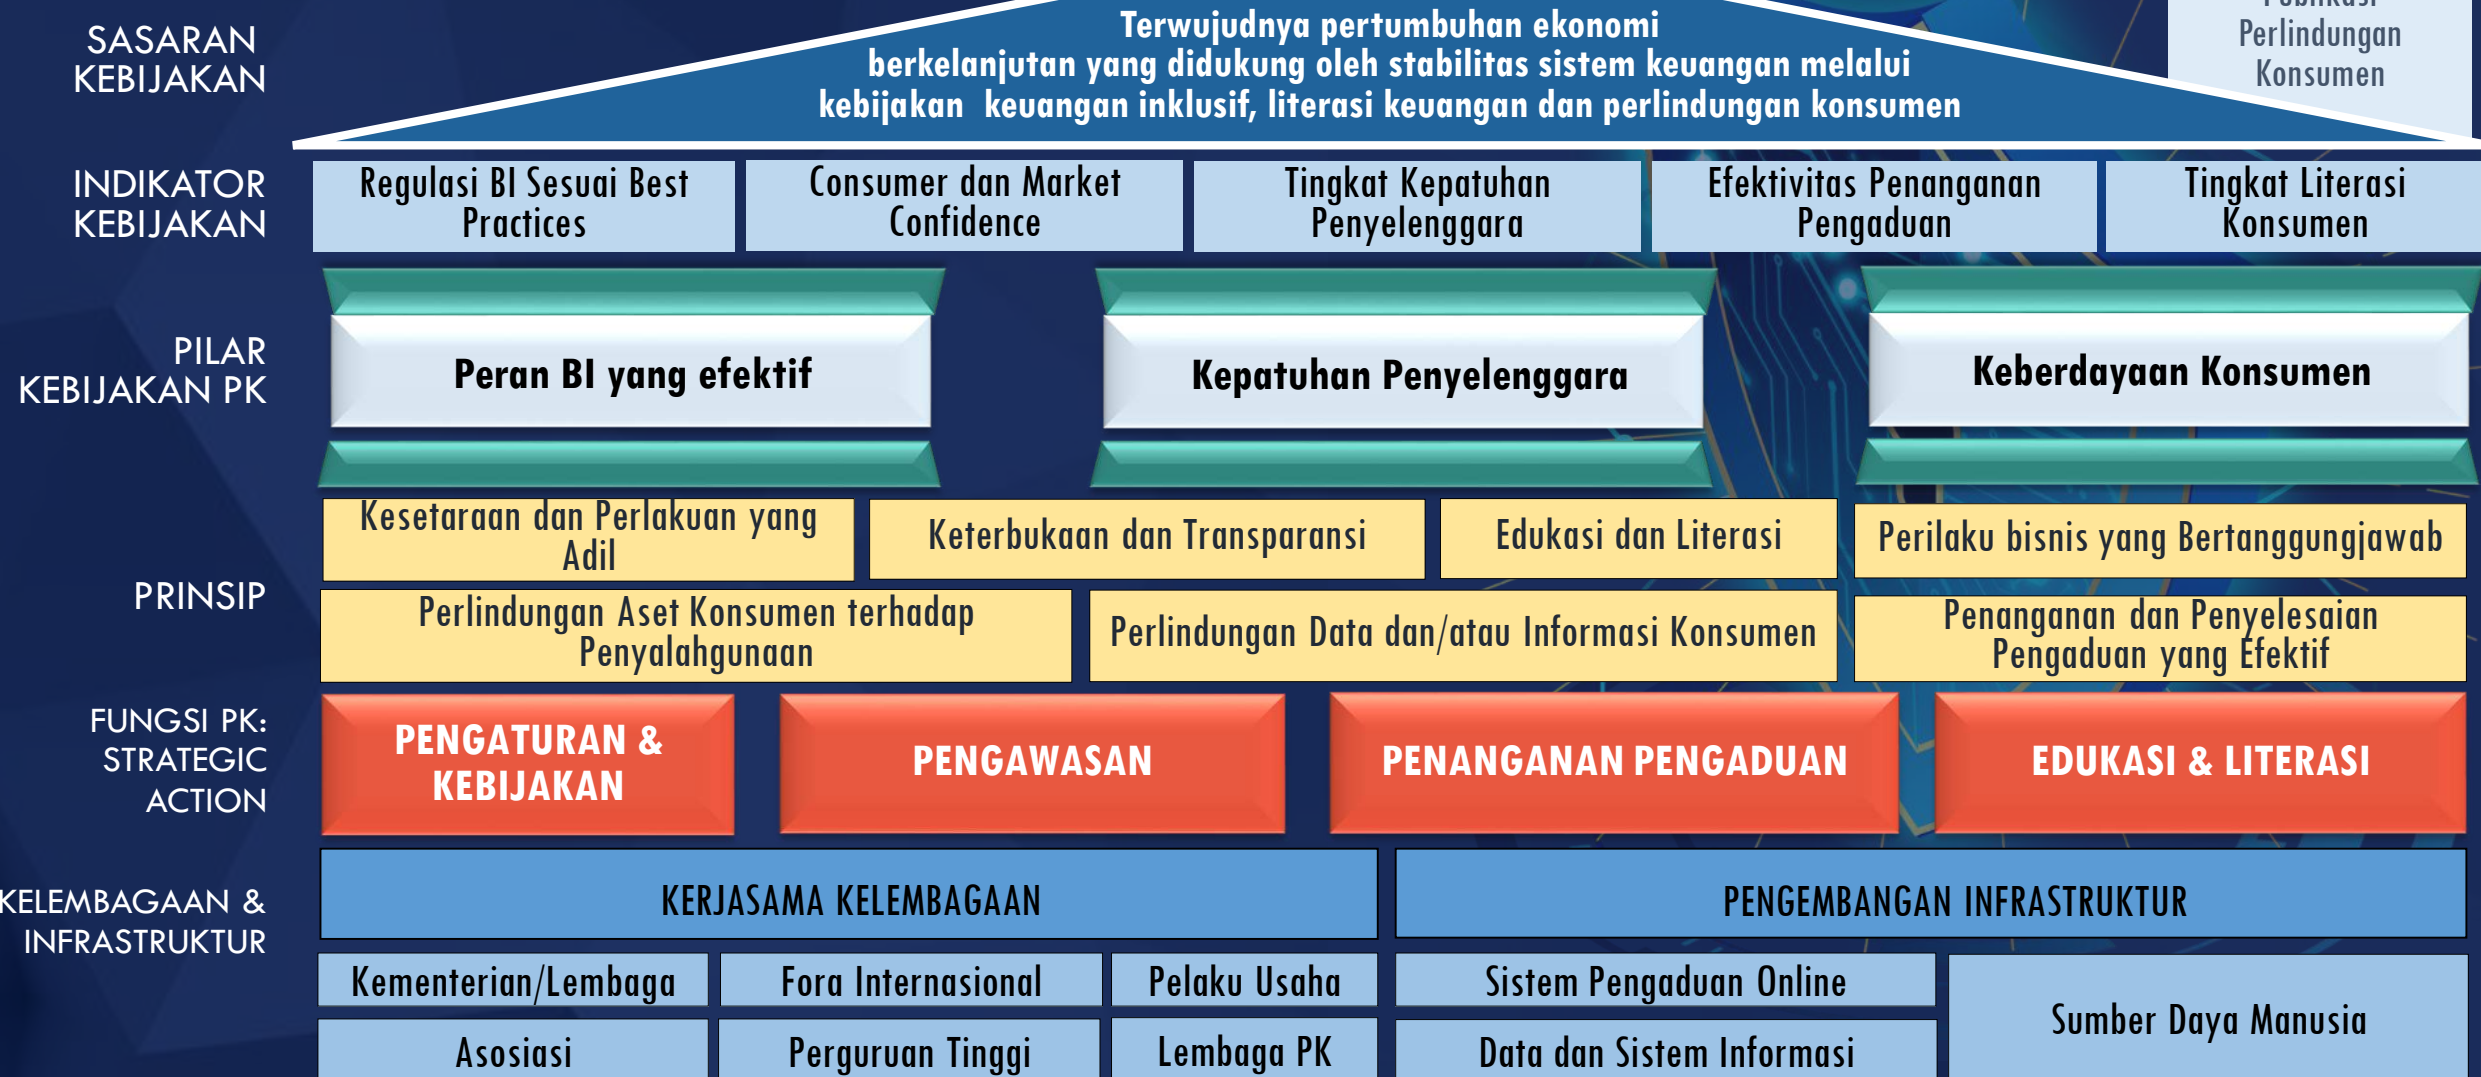 Publikasi
Perlindungan
Konsumen
SASARAN
KEBIJAKAN
Terwujudnya pertumbuhan ekonomi
berkelanjutan yang didukung oleh stabilitas sistem keuangan melalui
kebijakan keuangan inklusif, literasi keuangan dan perlindungan konsumen
INDIKATOR
KEBIJAKAN
Regulasi BI Sesuai Best
Practices
Consumer dan Market
Confidence
Tingkat Kepatuhan
Penyelenggara
Efektivitas Penanganan
Pengaduan
Tingkat Literasi
Konsumen
PILAR
KEBIJAKAN PK
Peran BI yang efektif
Kepatuhan Penyelenggara
Keberdayaan Konsumen
PRINSIP
Kesetaraan dan Perlakuan yang
Adil
Keterbukaan dan Transparansi
Edukasi dan Literasi
Perilaku bisnis yang Bertanggungjawab
Perlindungan Aset Konsumen terhadap
Penyalahgunaan
Perlindungan Data dan/atau Informasi Konsumen
Penanganan dan Penyelesaian
Pengaduan yang Efektif
FUNGSI PK:
STRATEGIC
ACTION
PENGATURAN &
KEBIJAKAN
PENGAWASAN
PENANGANAN PENGADUAN
EDUKASI & LITERASI
KELEMBAGAAN &
INFRASTRUKTUR
KERJASAMA KELEMBAGAAN
PENGEMBANGAN INFRASTRUKTUR
Kementerian/Lembaga
Fora Internasional
Pelaku Usaha
Sistem Pengaduan Online
Sumber Daya Manusia
Asosiasi
Perguruan Tinggi
Lembaga PK
Data dan Sistem Informasi